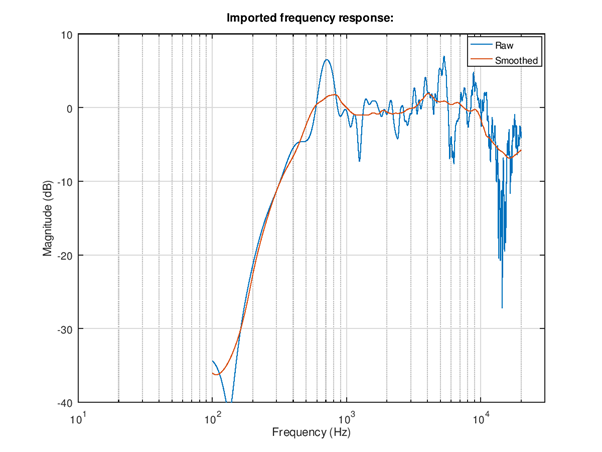 Imported frequency response:
Raw
Smoothed
10
0
-10
-20
-30
-40
Magnitude (dB)
10¹ 10² 10³ 10⁴
Frequency (Hz)